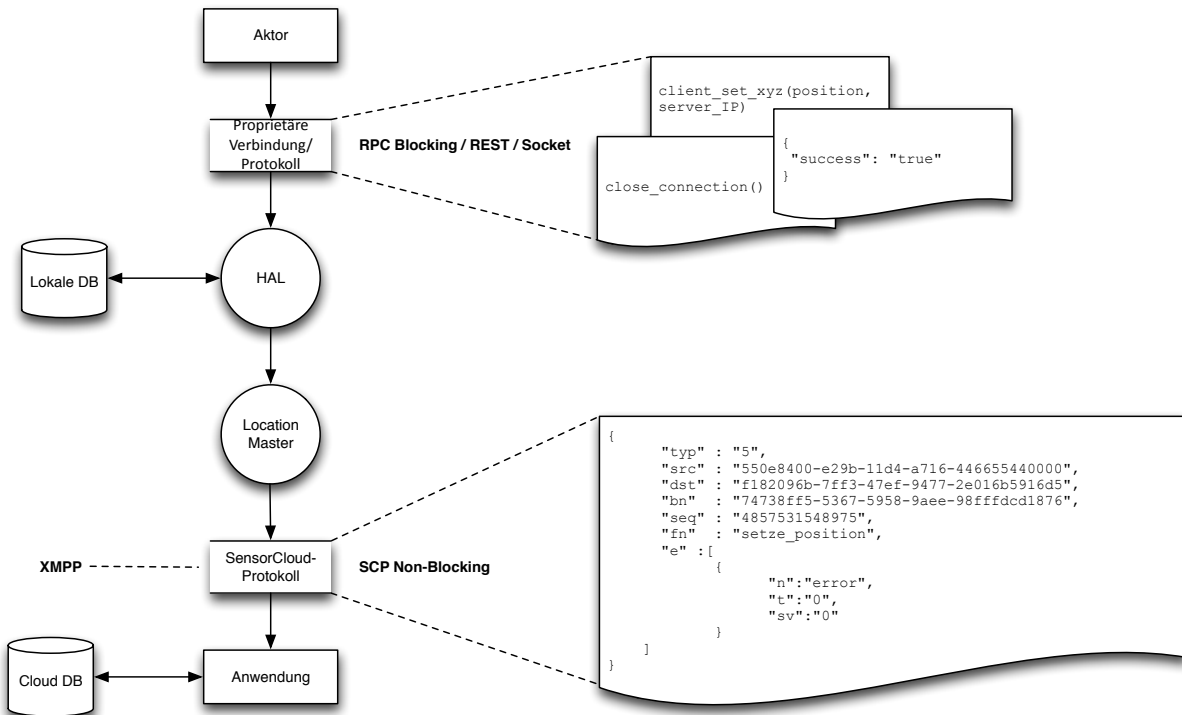 Aktor
Proprietäre
Verbindung/
Protokoll
RPC Blocking / REST / Socket
client_set_xyz(position,
server_IP)
{
"success": "true"
}
close_connection()
Lokale DB
HAL
Location
Master
XMPP
SensorCloud-
Protokoll
SCP Non-Blocking
{
"typ" : "5",
"src" : "550e8400-e29b-11d4-a716-446655440000",
"dst" : "f182096b-7ff3-47ef-9477-2e016b5916d5",
"bn" : "74738ff5-5367-5958-9aee-98fffdcd1876",
"seq" : "4857531548975",
"fn" : "setze_position",
"e" :[
{
"n":"error",
"t":"0",
"sv":"0"
}
]
}
Cloud DB
Anwendung